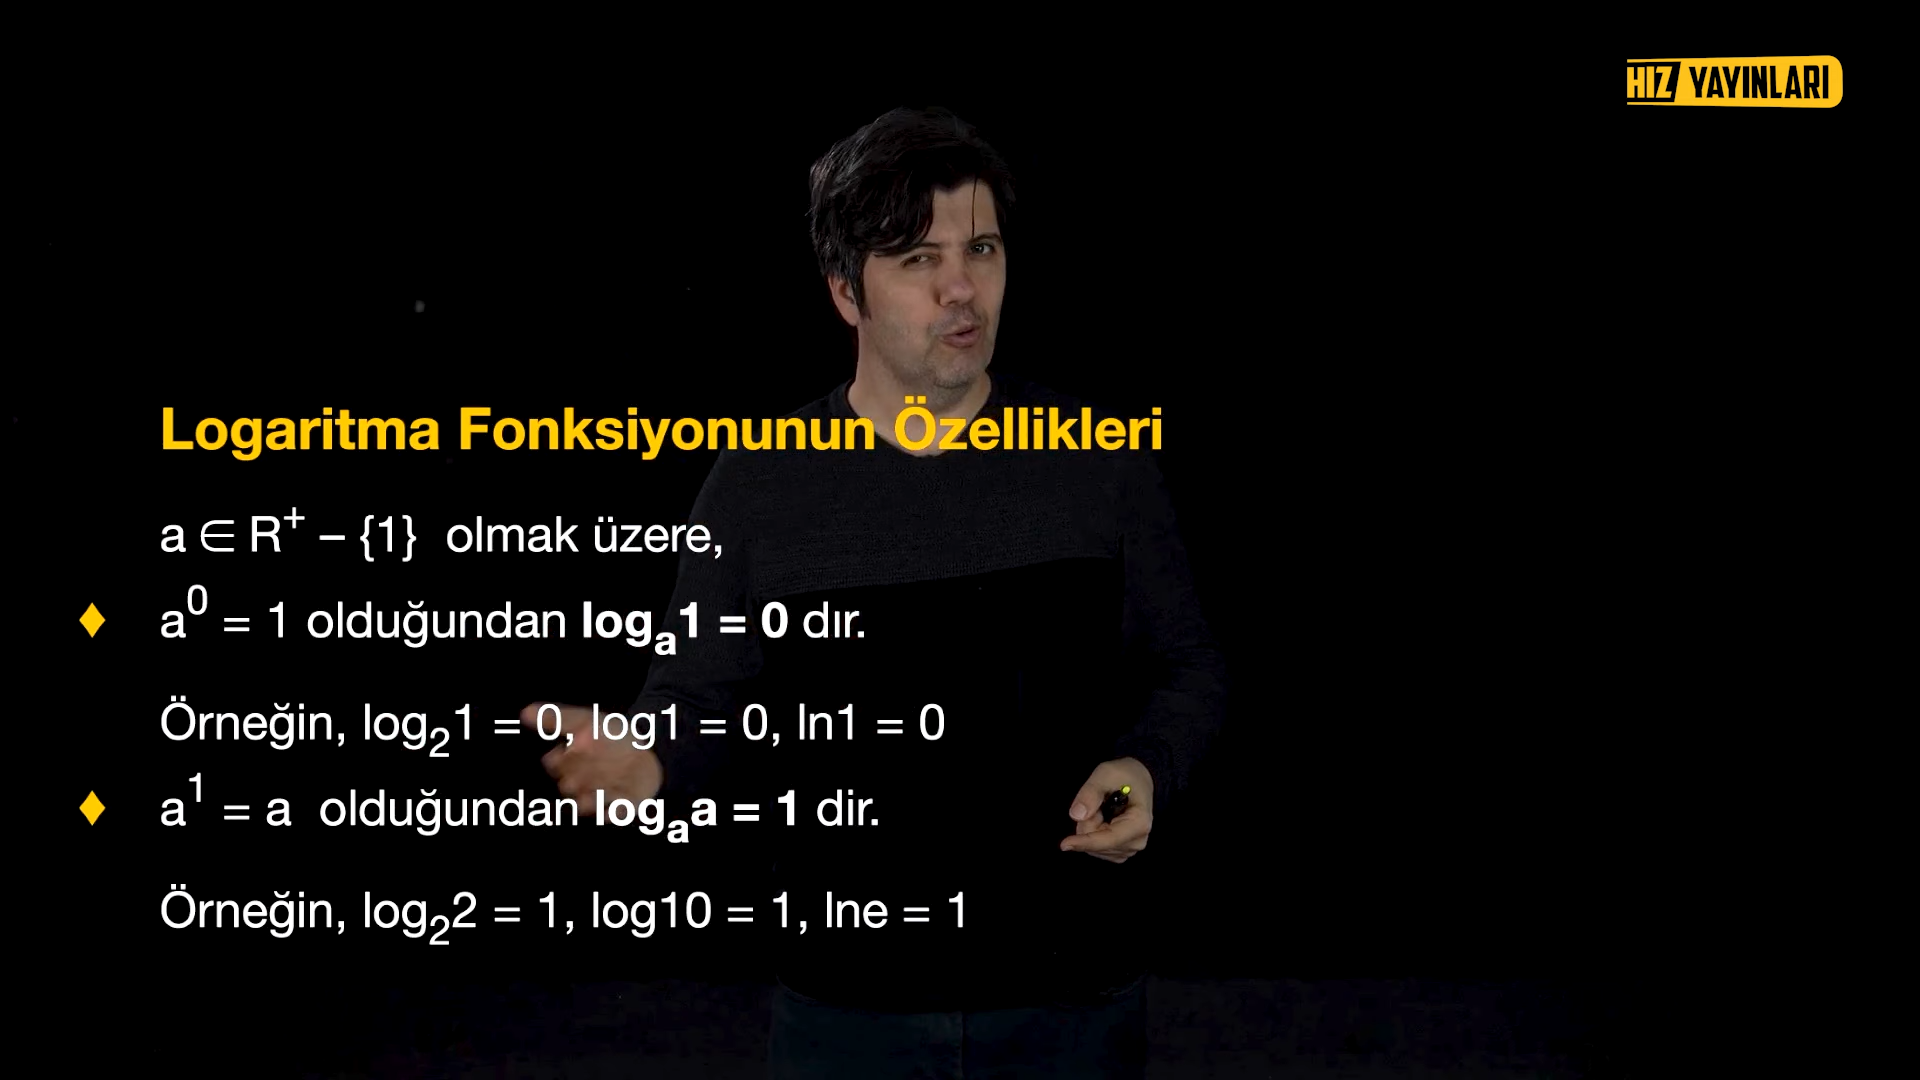 HIZ YAYINLARI
Logaritma Fonksiyonunun Özellikleri
a ∈ R⁺ – {1} olmak üzere,
♦ a⁰ = 1 olduğundan logₐ1 = 0 dır.
Örneğin, log₂1 = 0, log1 = 0, ln1 = 0
♦ a¹ = a olduğundan logₐa = 1 dir.
Örneğin, log₂2 = 1, log10 = 1, lne = 1